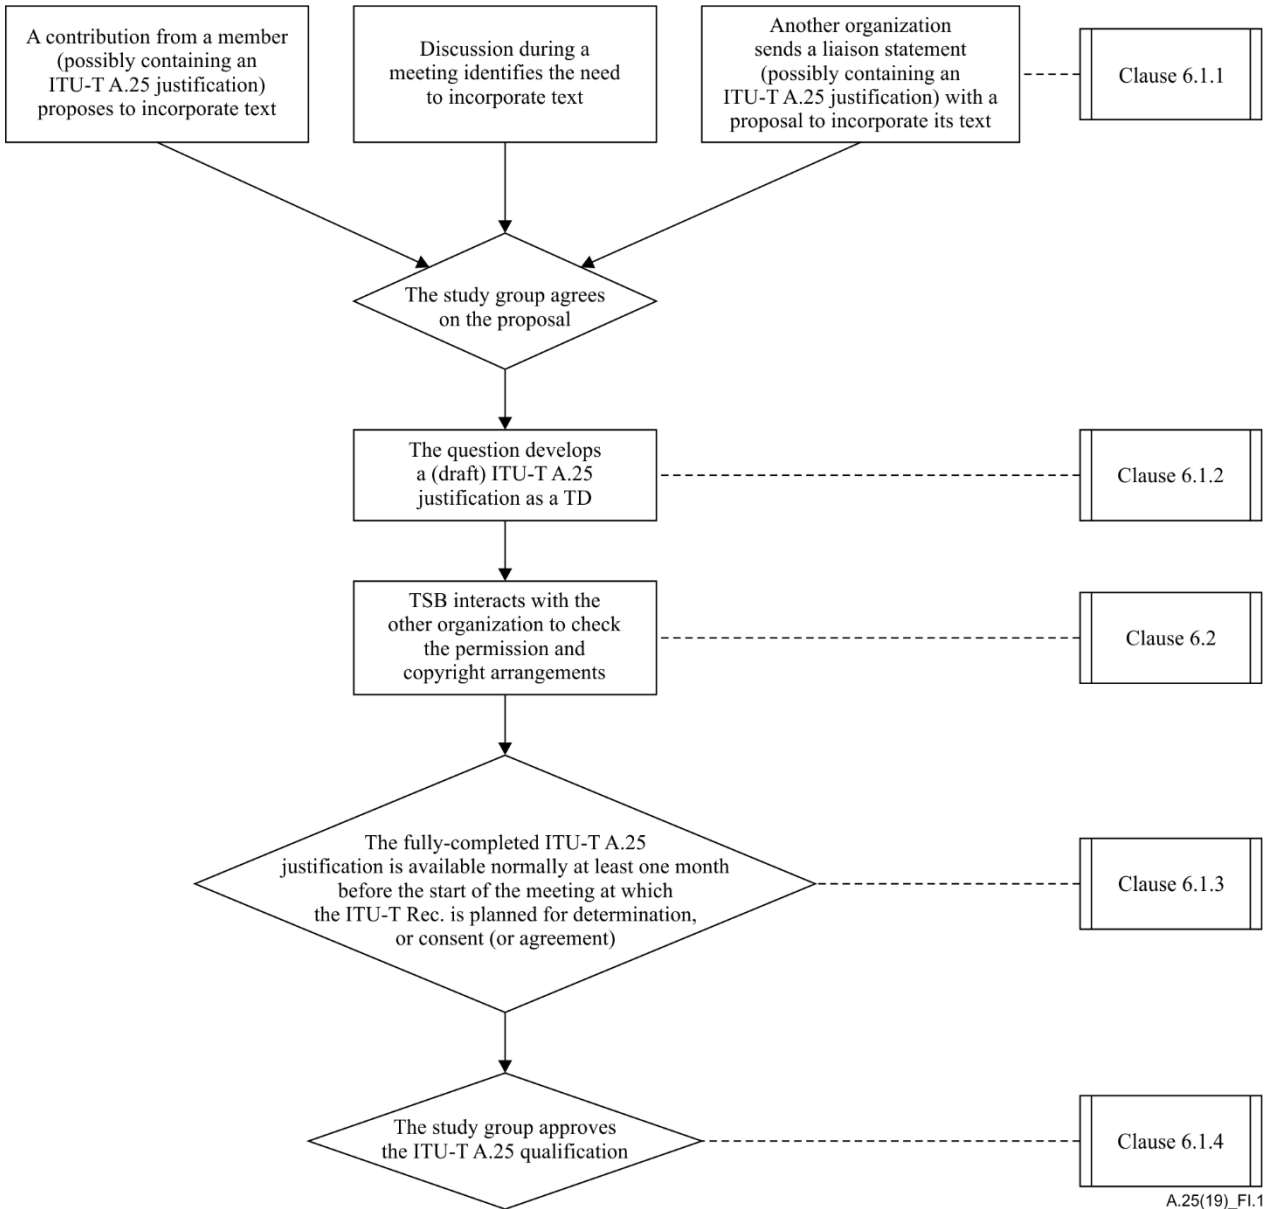 A contribution from a member
(possibly containing an
ITU-T A.25 justification)
proposes to incorporate text
Discussion during a
meeting identifies the need
to incorporate text
Another organization
sends a liaison statement
(possibly containing an
ITU-T A.25 justification) with a
proposal to incorporate its text
Clause 6.1.1
The study group agrees
on the proposal
The question develops
a (draft) ITU-T A.25
justification as a TD
Clause 6.1.2
TSB interacts with the
other organization to check
the permission and
copyright arrangements
Clause 6.2
The fully-completed ITU-T A.25
justification is available normally at least one month
before the start of the meeting at which
the ITU-T Rec. is planned for determination,
or consent (or agreement)
Clause 6.1.3
The study group approves
the ITU-T A.25 qualification
Clause 6.1.4
A.25(19)_FI.1